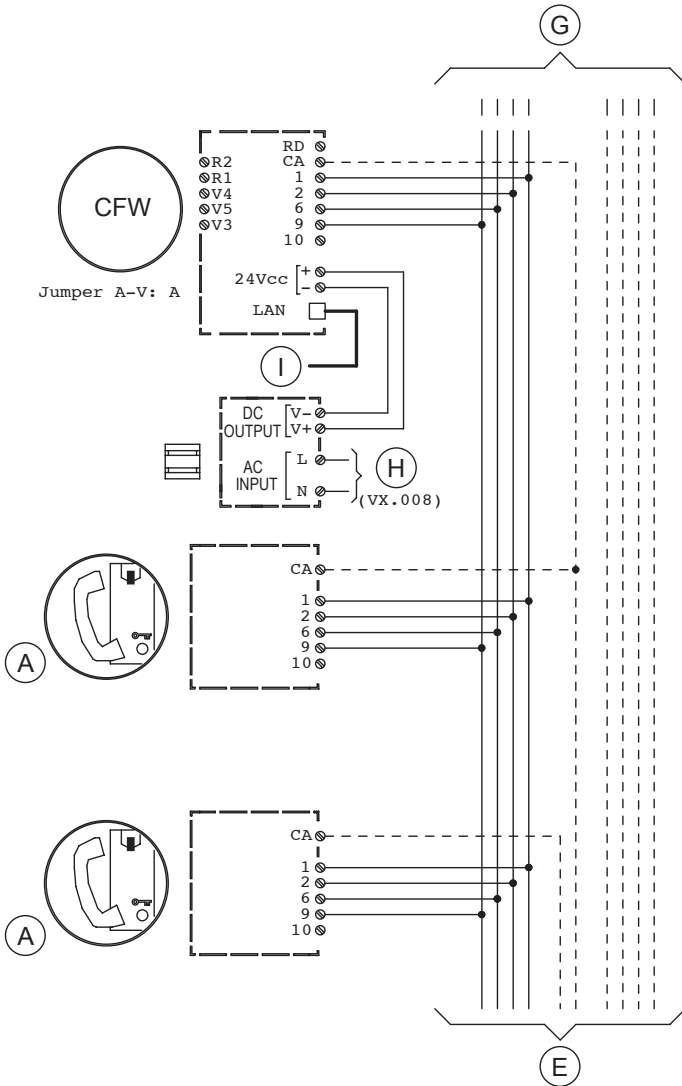 G
RD
CA
R2
R1
V4
V5
V3
1
2
6
9
10
CFW
Jumper A-V: A
24Vcc
+
-
LAN
I
DC
OUTPUT
V-
V+
AC
INPUT
L
N
H
(VX.008)
A
CA
1
2
6
9
10
A
CA
1
2
6
9
10
E